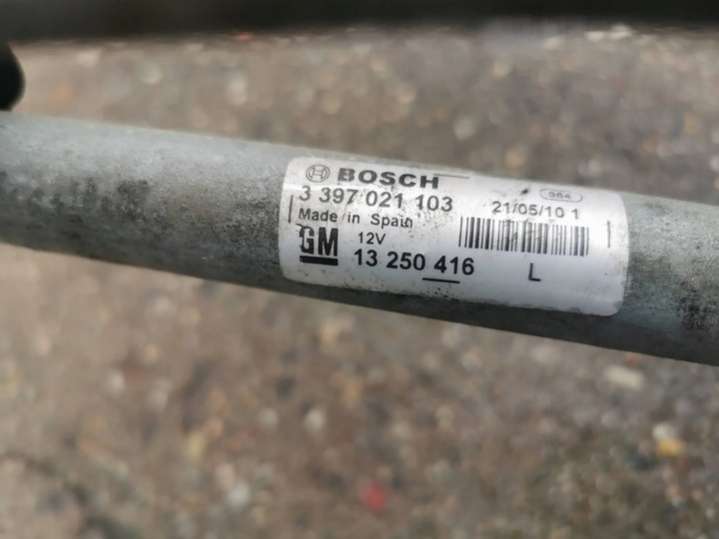 BOSCH
3 397 021 103
21/05/10 1
Made in Spain
12V
GM
13 250 416
L